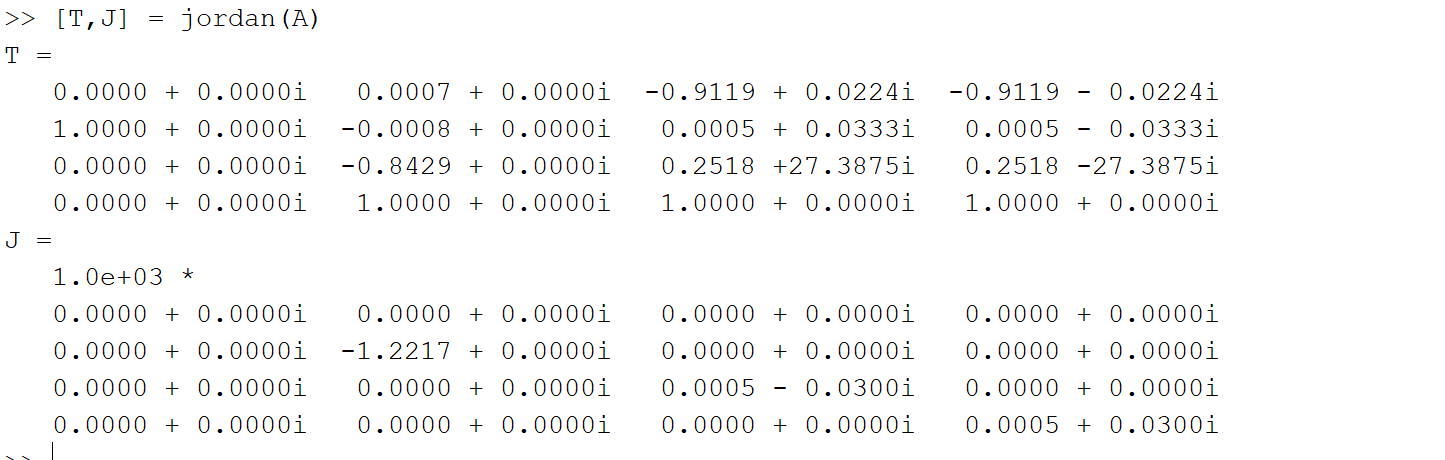 >> [T,J] = jordan(A)
T =
0.0000 + 0.0000i 0.0007 + 0.0000i -0.9119 + 0.0224i -0.9119 - 0.0224i
1.0000 + 0.0000i -0.0008 + 0.0000i 0.0005 + 0.0333i 0.0005 - 0.0333i
0.0000 + 0.0000i -0.8429 + 0.0000i 0.2518 +27.3875i 0.2518 -27.3875i
0.0000 + 0.0000i 1.0000 + 0.0000i 1.0000 + 0.0000i 1.0000 + 0.0000i
J =
1.0e+03 *
0.0000 + 0.0000i 0.0000 + 0.0000i 0.0000 + 0.0000i 0.0000 + 0.0000i
0.0000 + 0.0000i -1.2217 + 0.0000i 0.0000 + 0.0000i 0.0000 + 0.0000i
0.0000 + 0.0000i 0.0000 + 0.0000i 0.0005 - 0.0300i 0.0000 + 0.0000i
0.0000 + 0.0000i 0.0000 + 0.0000i 0.0000 + 0.0000i 0.0005 + 0.0300i
>>